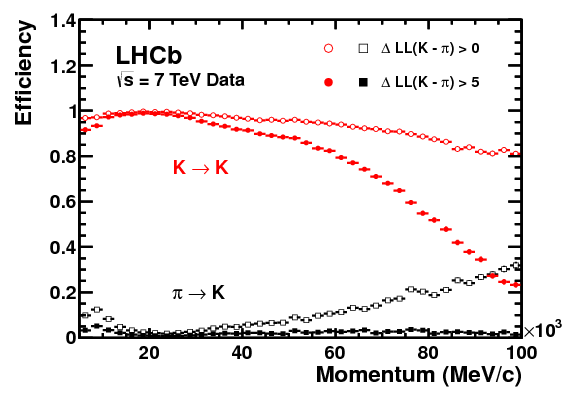 Efficiency
1.4
1.2
1
0.8
0.6
0.4
0.2
0
LHCb
√s = 7 TeV Data
Δ LL(K - π) > 0
Δ LL(K - π) > 5
K → K
π → K
20
40
60
80
100
×10³
Momentum (MeV/c)